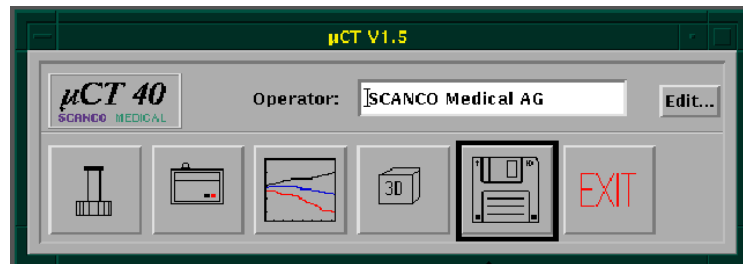 µCT V1.5
µCT 40
SCANCO MEDICAL
Operator:
SCANCO Medical AG
Edit...
3D
EXIT